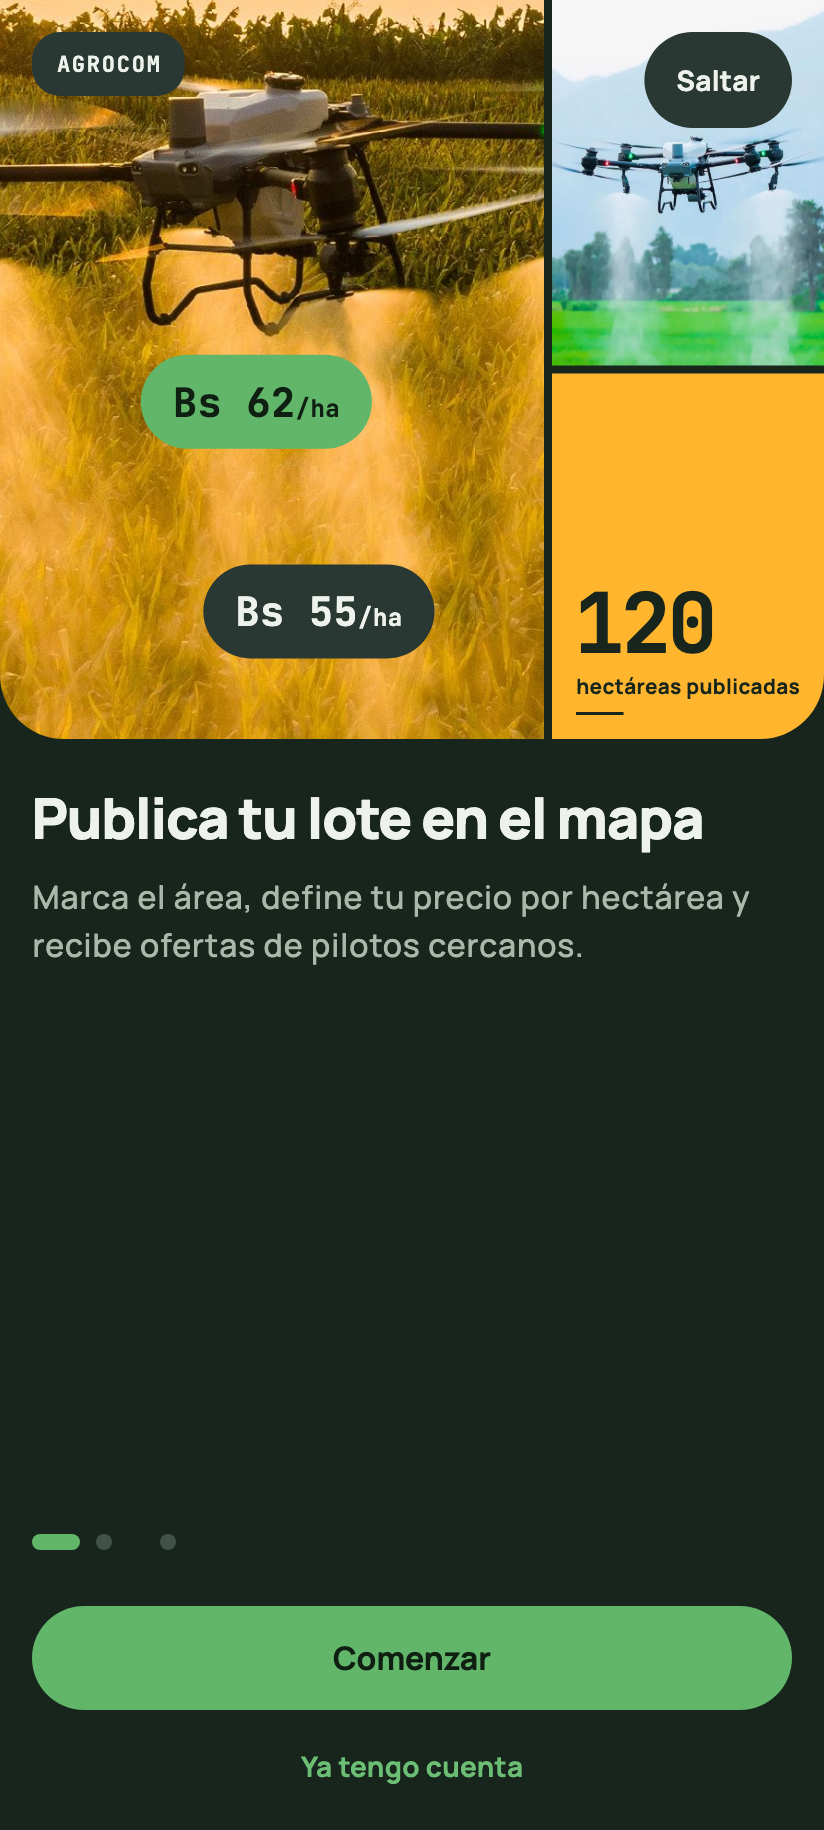 AGROCOM
Saltar
Bs 62/ha
Bs 55/ha
120
hectáreas publicadas
Publica tu lote en el mapa
Marca el área, define tu precio por hectárea y
recibe ofertas de pilotos cercanos.
Comenzar
Ya tengo cuenta